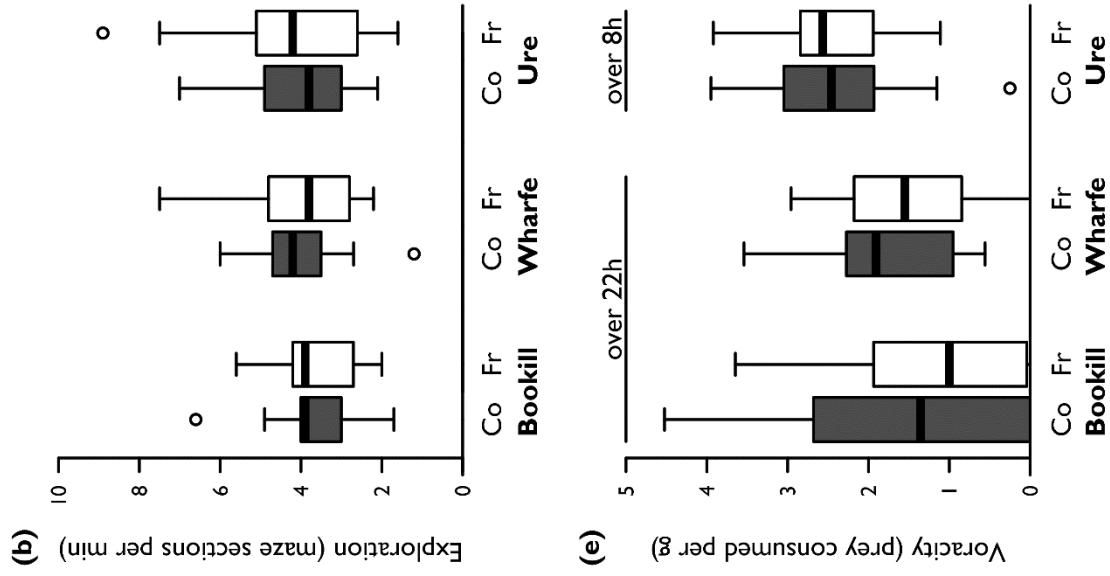 (b)
Exploration (maze sections per min)
10
8
6
4
2
0
Co Fr Co Fr Co Fr
Bookill Wharfe Ure
(e)
Voracity (prey consumed per g)
over 22h over 8h
5
4
3
2
1
0
Co Fr Co Fr Co Fr
Bookill Wharfe Ure